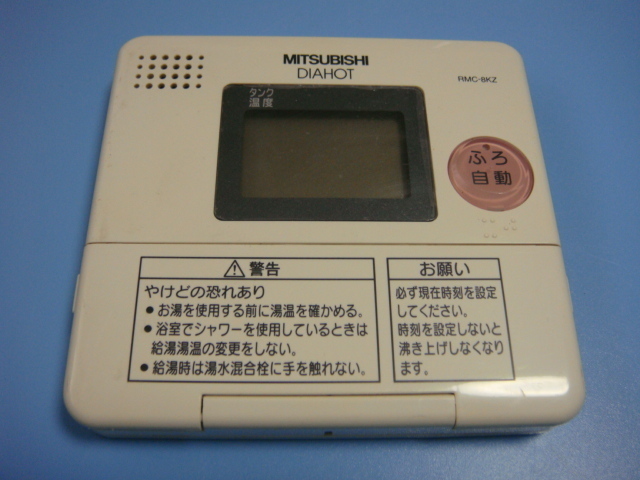 MITSUBISHI
DIAHOT
RMC-8KZ
タンク
温度
ふろ
自動
⚠警告
やけどの恐れあり
● お湯を使用する前に湯温を確かめる。
● 浴室でシャワーを使用しているときは
給湯湯温の変更をしない。
● 給湯時は湯水混合栓に手を触れない。
お願い
必ず現在時刻を設定
してください。
時刻を設定しないと
沸き上げしなくなり
ます。